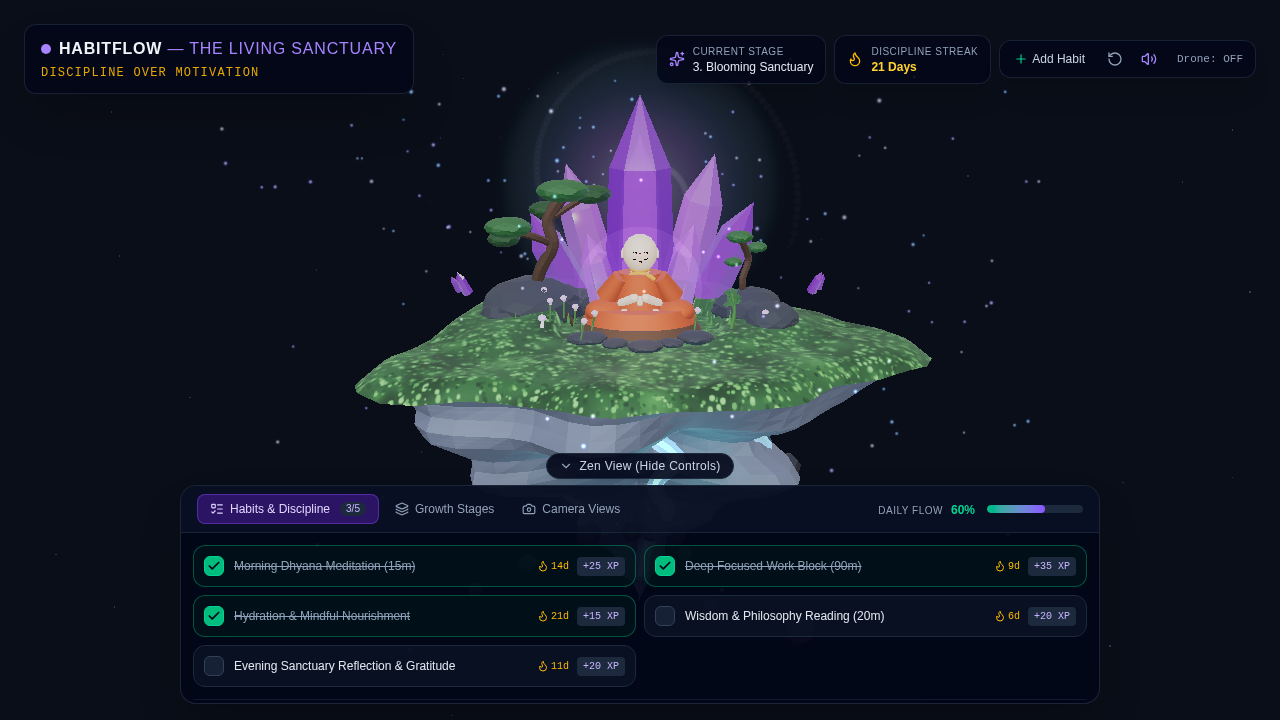 HABITFLOW — THE LIVING SANCTUARY
DISCIPLINE OVER MOTIVATION
CURRENT STAGE
3. Blooming Sanctuary
DISCIPLINE STREAK
21 Days
Add Habit
Drone: OFF
Zen View (Hide Controls)
Habits & Discipline 3/5
Growth Stages
Camera Views
DAILY FLOW 60%
Morning Dhyana Meditation (15m) 14d +25 XP
Deep Focused Work Block (90m) 9d +35 XP
Hydration & Mindful Nourishment 21d +15 XP
Wisdom & Philosophy Reading (20m) 6d +20 XP
Evening Sanctuary Reflection & Gratitude 11d +20 XP